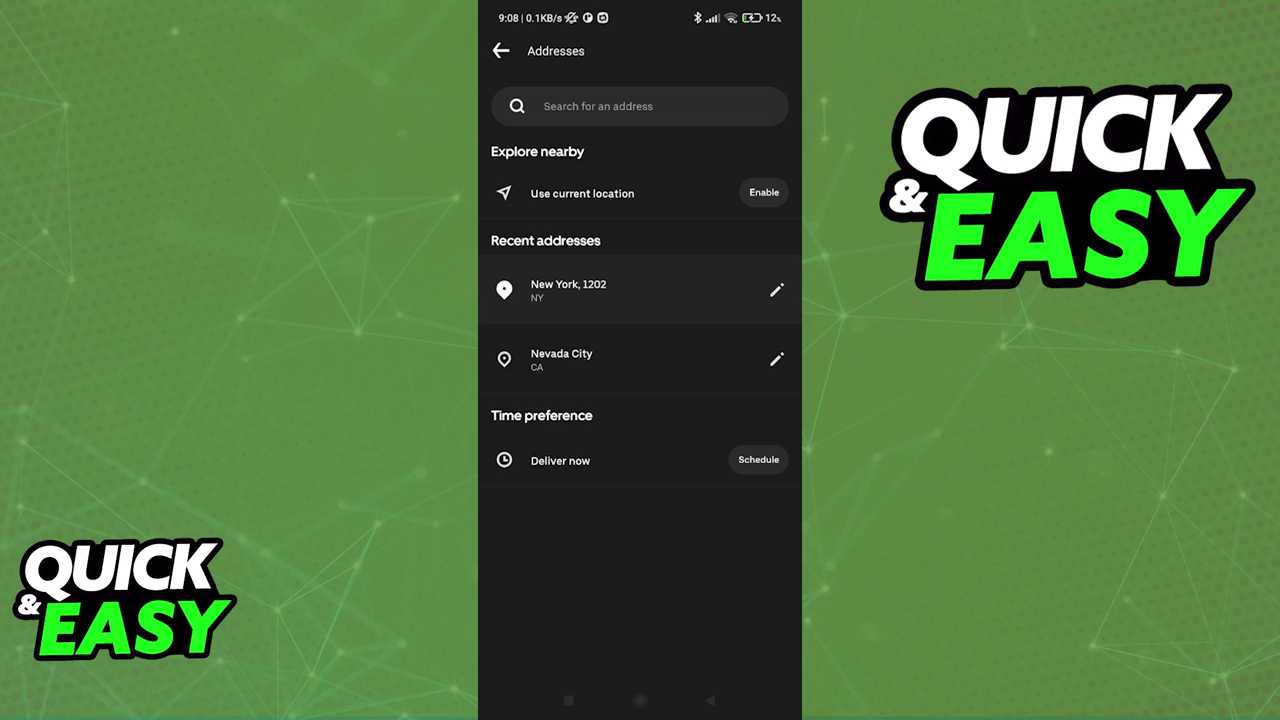 9:08 | 0.1KB/s
12%
Addresses
Search for an address
Explore nearby
Use current location
Enable
Recent addresses
New York, 1202
NY
Nevada City
CA
Time preference
Deliver now
Schedule
QUICK
& EASY
QUICK
& EASY